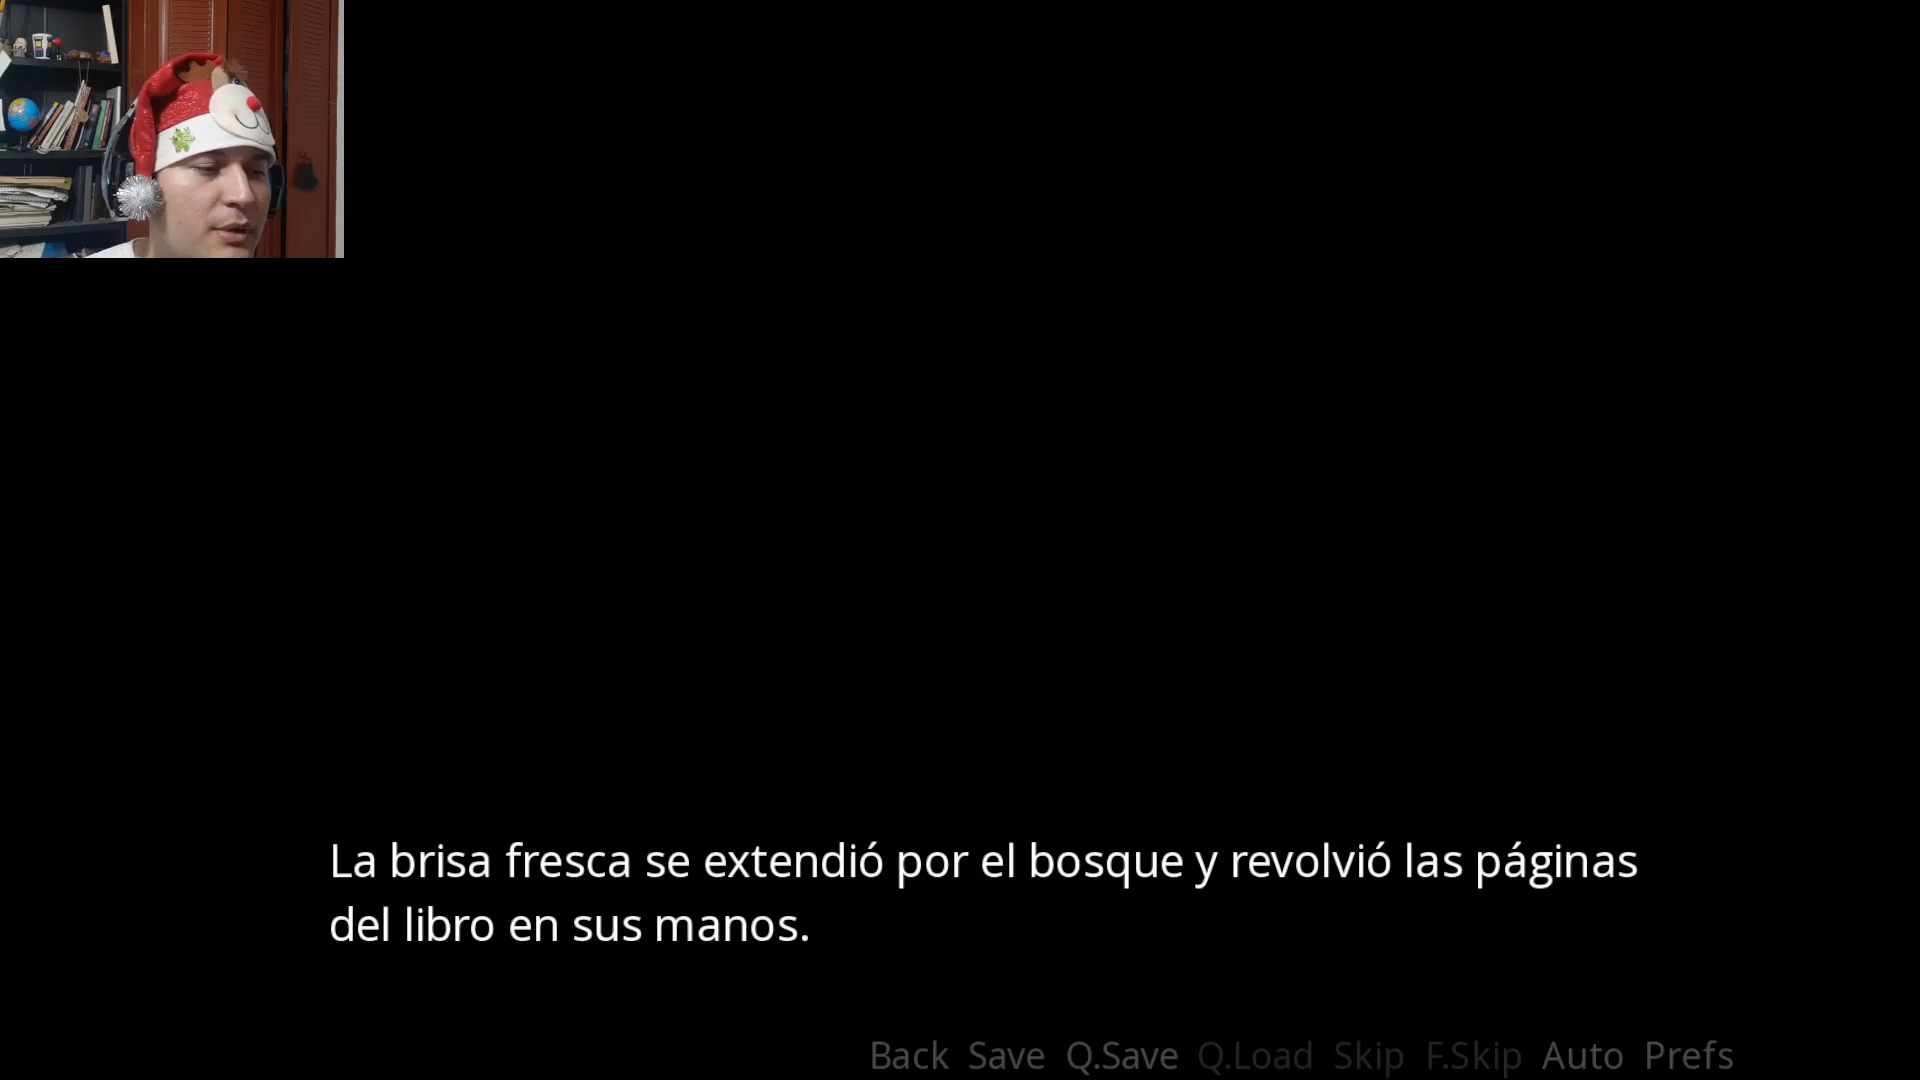 La brisa fresca se extendió por el bosque y revolvió las páginas
del libro en sus manos.
Back Save Q.Save Q.Load Skip F.Skip Auto Prefs